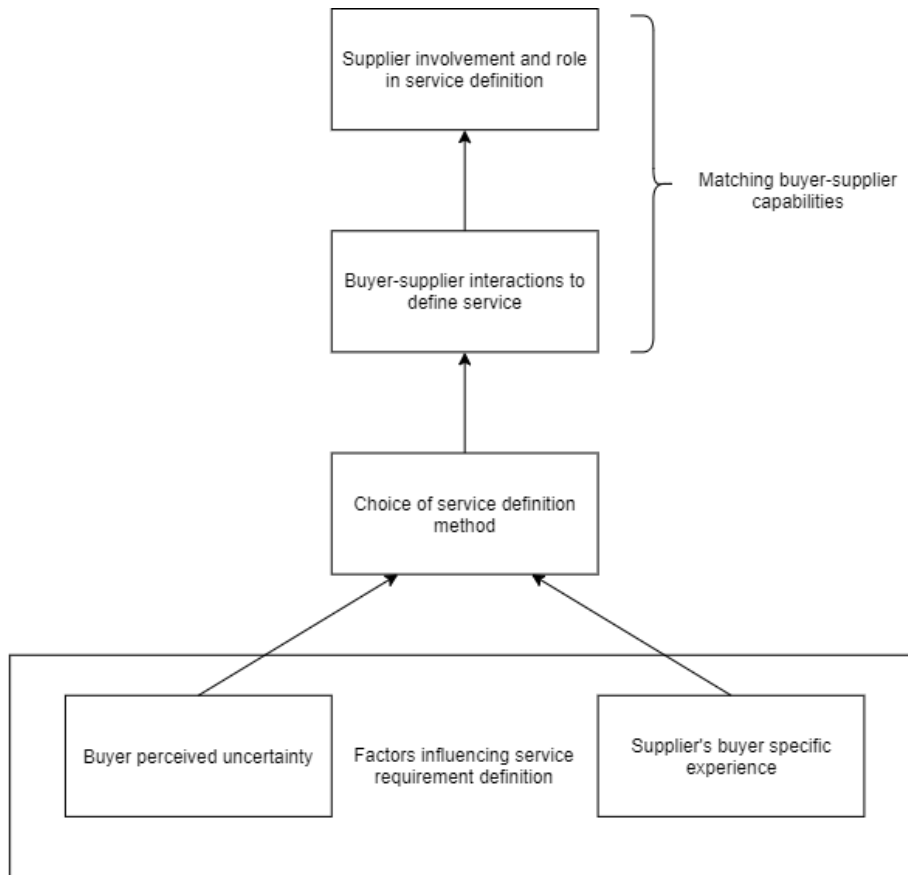 Supplier involvement and role
in service definition
Matching buyer-supplier
capabilities
Buyer-supplier interactions to
define service
Choice of service definition
method
Buyer perceived uncertainty
Factors influencing service
requirement definition
Supplier's buyer specific
experience